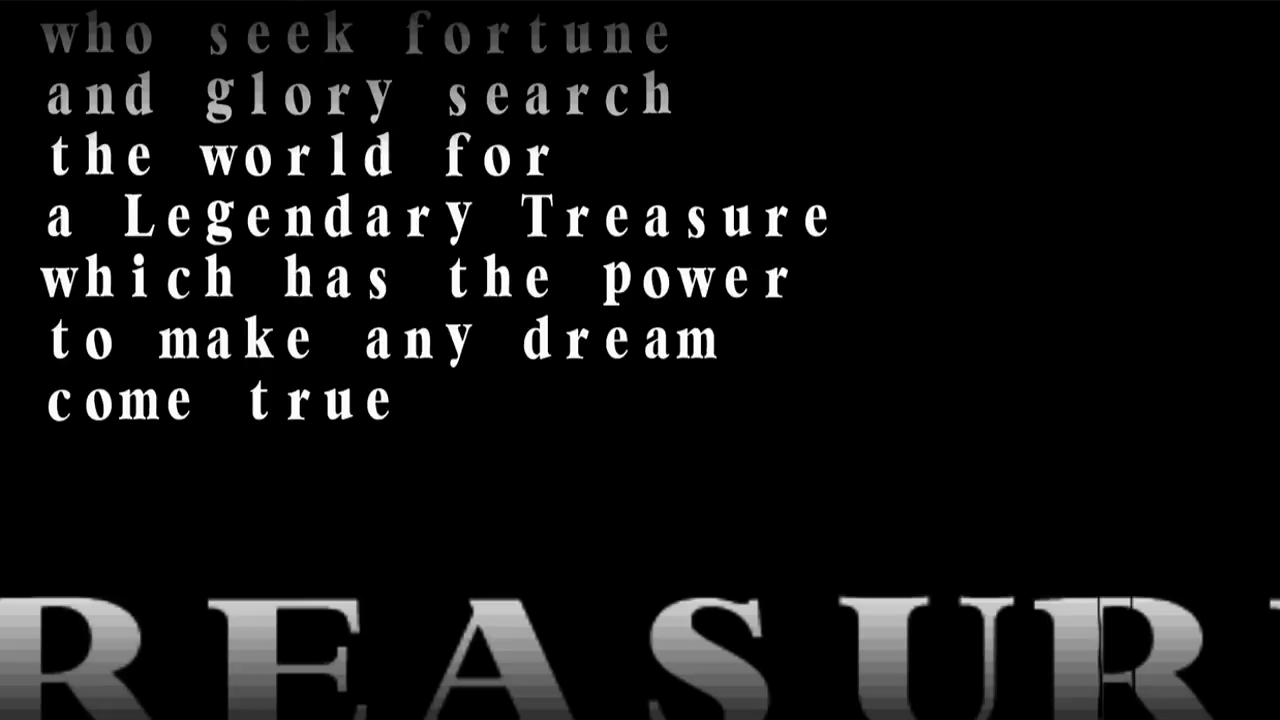 who seek fortune
and glory search
the world for
a Legendary Treasure
which has the power
to make any dream
come true
REASUR